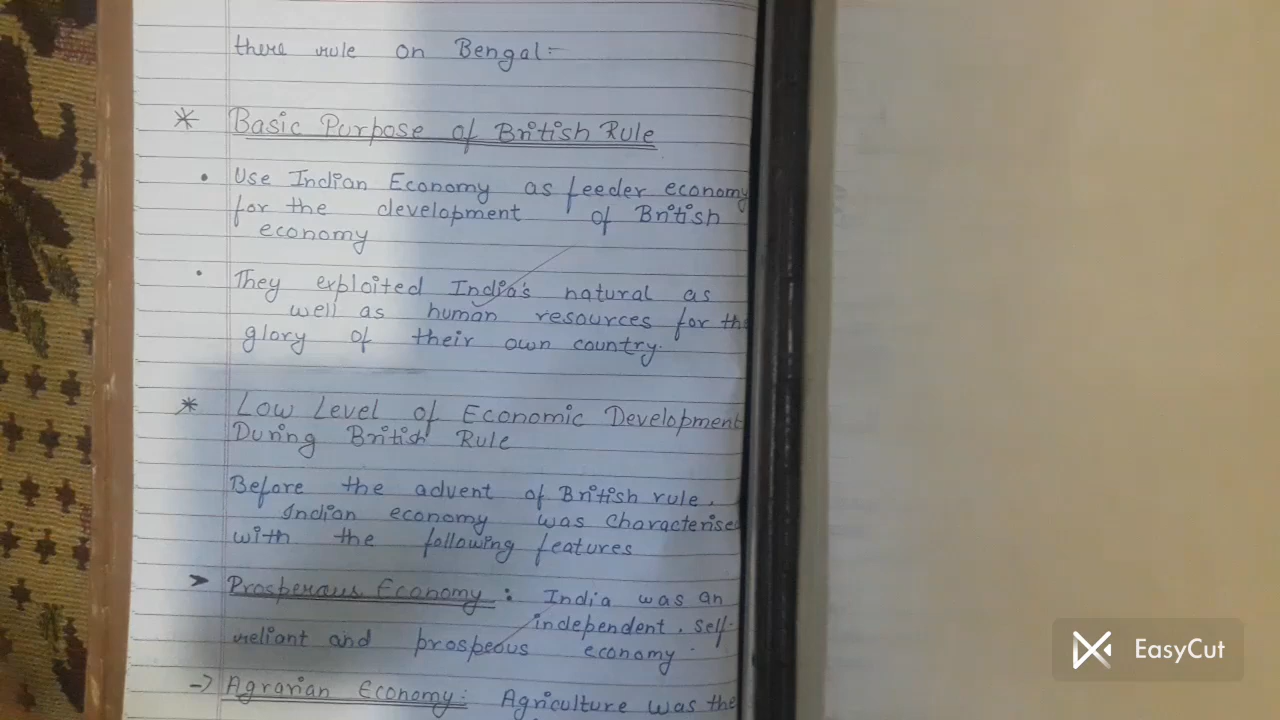 there rule on Bengal=
* Basic Purpose of British Rule
• Use Indian Economy as feeder economy
for the development of British
economy
• They exploited India's natural as
well as human resources for the
glory of their own country.
* Low Level of Economic Development
During British Rule
Before the advent of British rule,
Indian economy was characterised
with the following features
➤ Prosperous Economy : India was an
independent, self-
reliant and prospeous economy.
→ Agrarian Economy: Agriculture was the
EasyCut